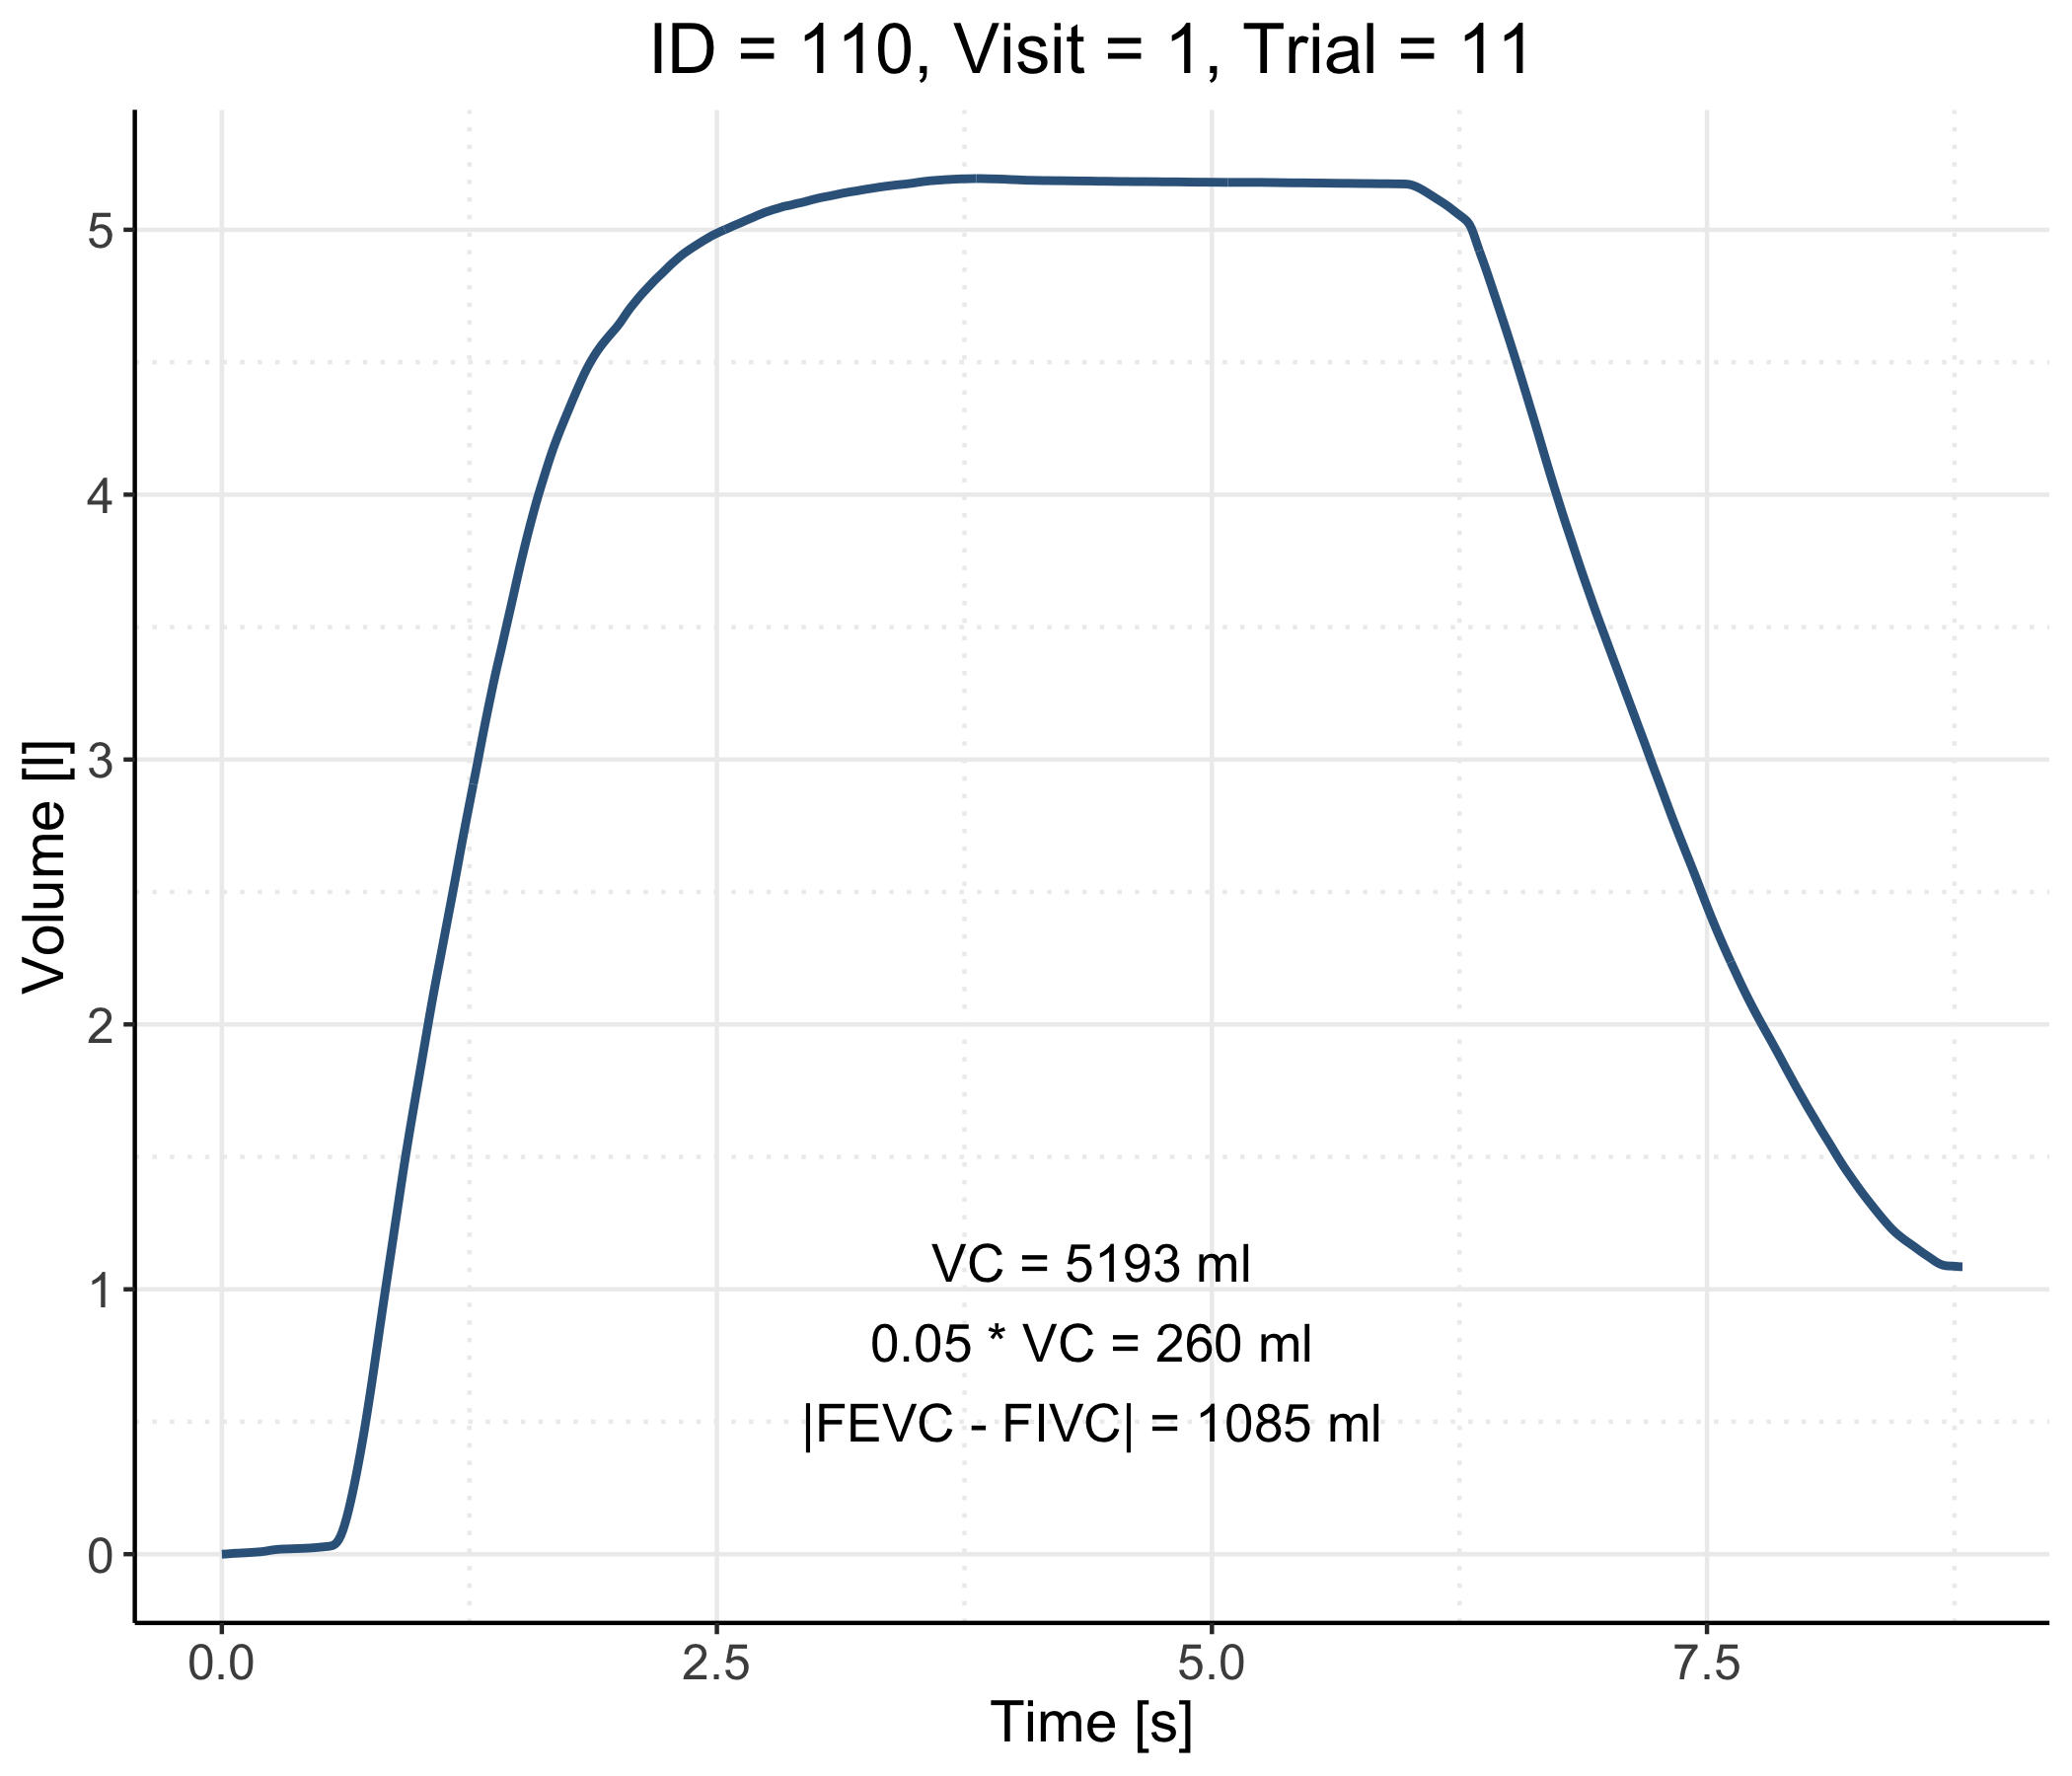 ID = 110, Visit = 1, Trial = 11
Volume [l]
5
4
3
2
1
0
VC = 5193 ml
0.05 * VC = 260 ml
|FEVC - FIVC| = 1085 ml
0.0 2.5 5.0 7.5
Time [s]